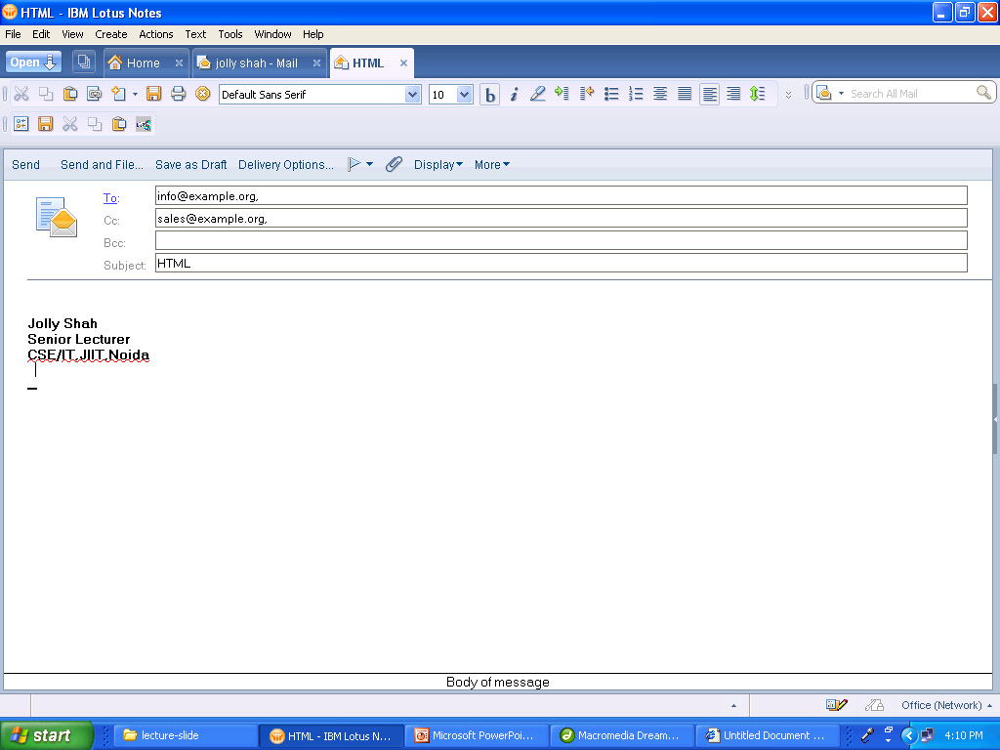 HTML - IBM Lotus Notes
File Edit View Create Actions Text Tools Window Help
Open Home jolly shah - Mail HTML
Default Sans Serif 10 b i Search All Mail
Send Send and File... Save as Draft Delivery Options... Display More
To: info@example.org,
Cc: sales@example.org,
Bcc:
Subject: HTML
Jolly Shah
Senior Lecturer
CSE/IT,JIIT,Noida
Body of message
Office (Network)
start lecture-slide HTML - IBM Lotus N... Microsoft PowerPoi... Macromedia Dream... Untitled Document ... 4:10 PM